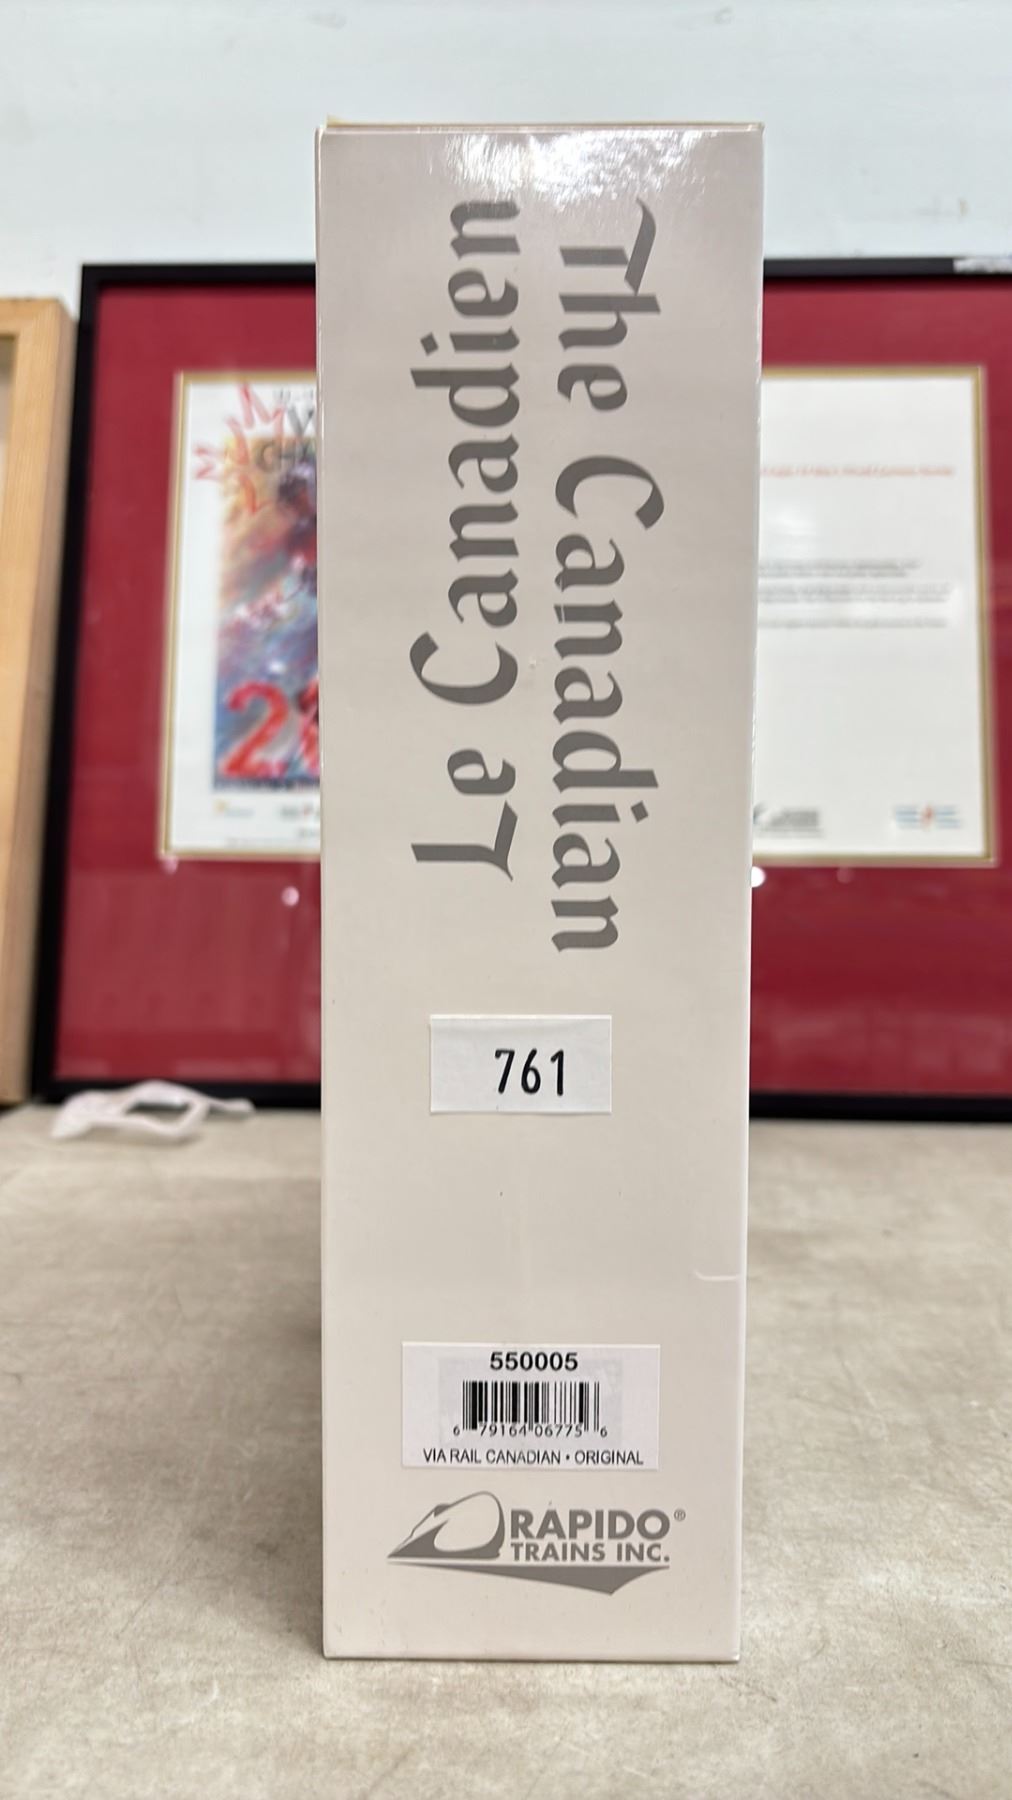 The Canadian
Le Canadien
761
550005
6 79164 06775 6
VIA RAIL CANADIAN • ORIGINAL
RAPIDO®
TRAINS INC.